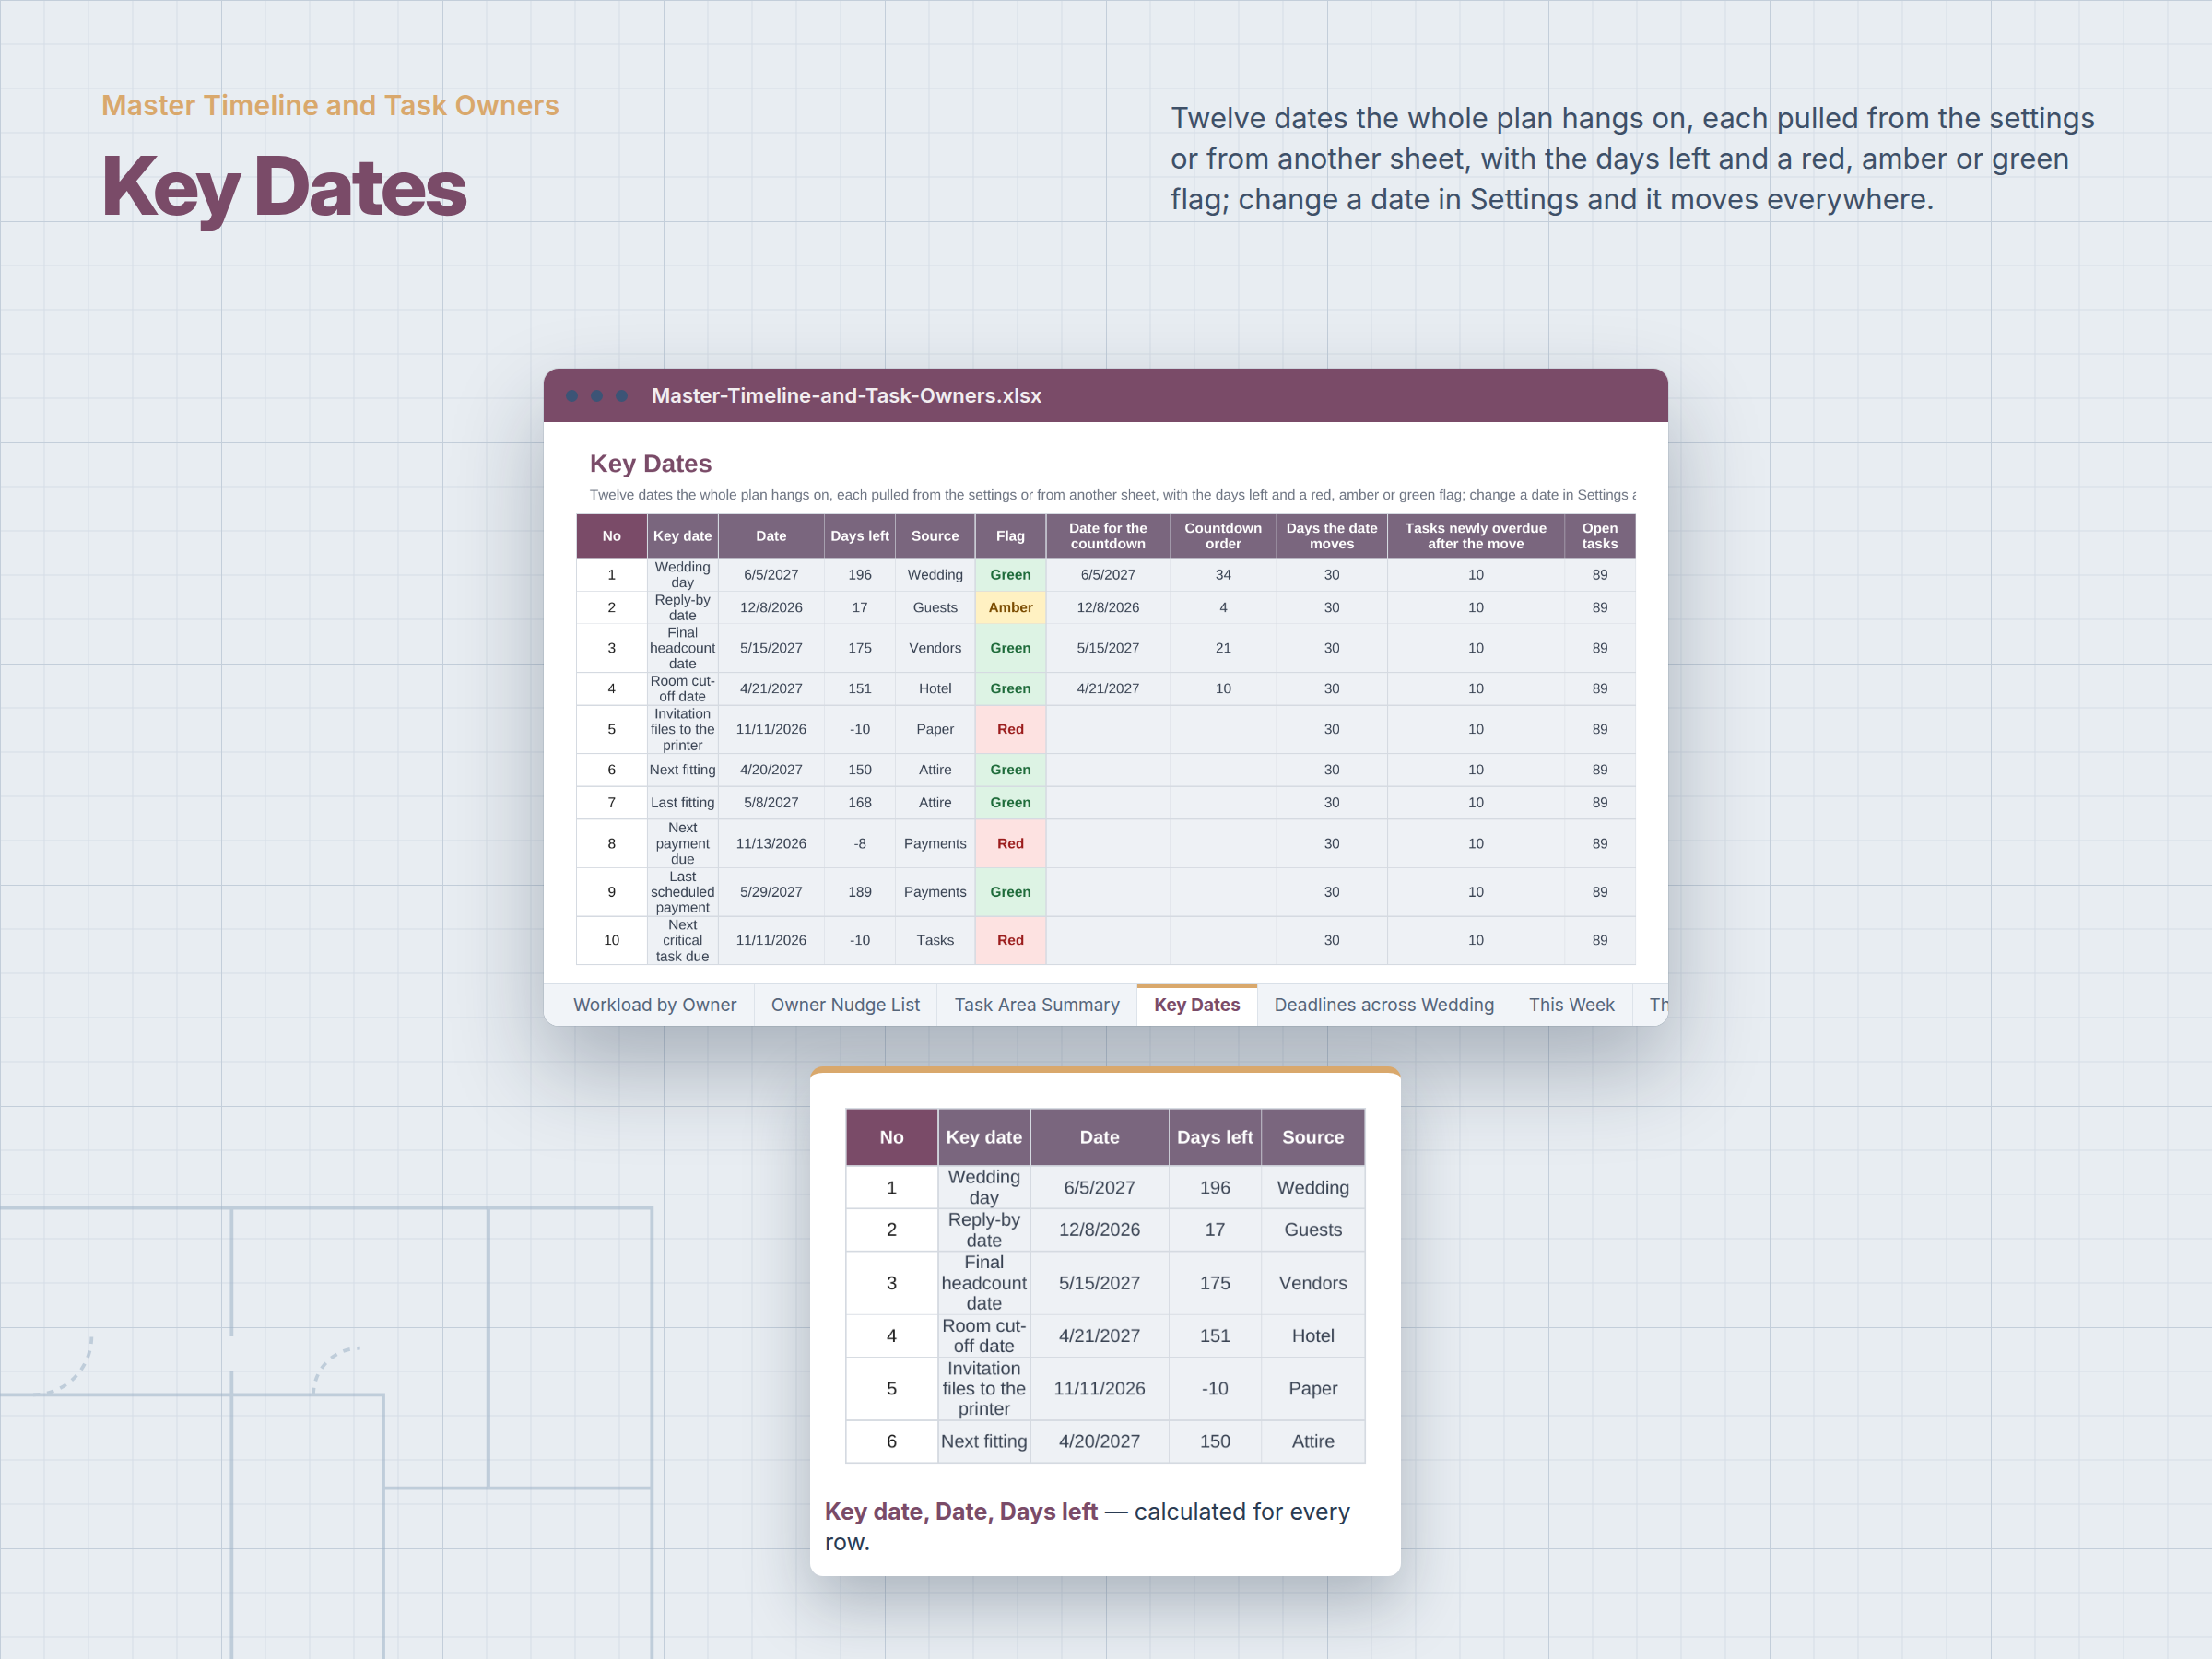 Master Timeline and Task Owners
Key Dates
Twelve dates the whole plan hangs on, each pulled from the settings
or from another sheet, with the days left and a red, amber or green
flag; change a date in Settings and it moves everywhere.
Master-Timeline-and-Task-Owners.xlsx
Key Dates
Twelve dates the whole plan hangs on, each pulled from the settings or from another sheet, with the days left and a red, amber or green flag; change a date in Settings
No Key date Date Days left Source Flag Date for the countdown Countdown order Days the date moves Tasks newly overdue after the move Open tasks
1 Wedding day 6/5/2027 196 Wedding Green 6/5/2027 34 30 10 89
2 Reply-by date 12/8/2026 17 Guests Amber 12/8/2026 4 30 10 89
3 Final headcount date 5/15/2027 175 Vendors Green 5/15/2027 21 30 10 89
4 Room cut-off date 4/21/2027 151 Hotel Green 4/21/2027 10 30 10 89
5 Invitation files to the printer 11/11/2026 -10 Paper Red 30 10 89
6 Next fitting 4/20/2027 150 Attire Green 30 10 89
7 Last fitting 5/8/2027 168 Attire Green 30 10 89
8 Next payment due 11/13/2026 -8 Payments Red 30 10 89
9 Last scheduled payment 5/29/2027 189 Payments Green 30 10 89
10 Next critical task due 11/11/2026 -10 Tasks Red 30 10 89
Workload by Owner Owner Nudge List Task Area Summary Key Dates Deadlines across Wedding This Week Th
No Key date Date Days left Source
1 Wedding day 6/5/2027 196 Wedding
2 Reply-by date 12/8/2026 17 Guests
3 Final headcount date 5/15/2027 175 Vendors
4 Room cut-off date 4/21/2027 151 Hotel
5 Invitation files to the printer 11/11/2026 -10 Paper
6 Next fitting 4/20/2027 150 Attire
Key date, Date, Days left — calculated for every
row.